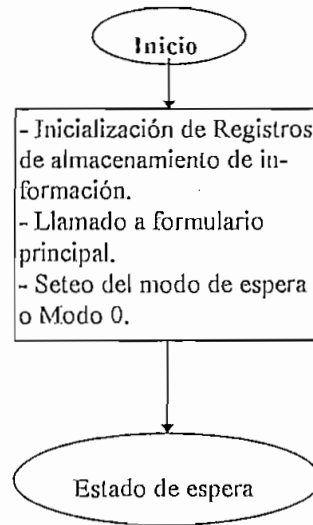 Inicio
- Inicialización de Registros
de almacenamiento de in-
formación.
- Llamado a formulario
principal.
- Seteo del modo de espera
o Modo 0.
Estado de espera